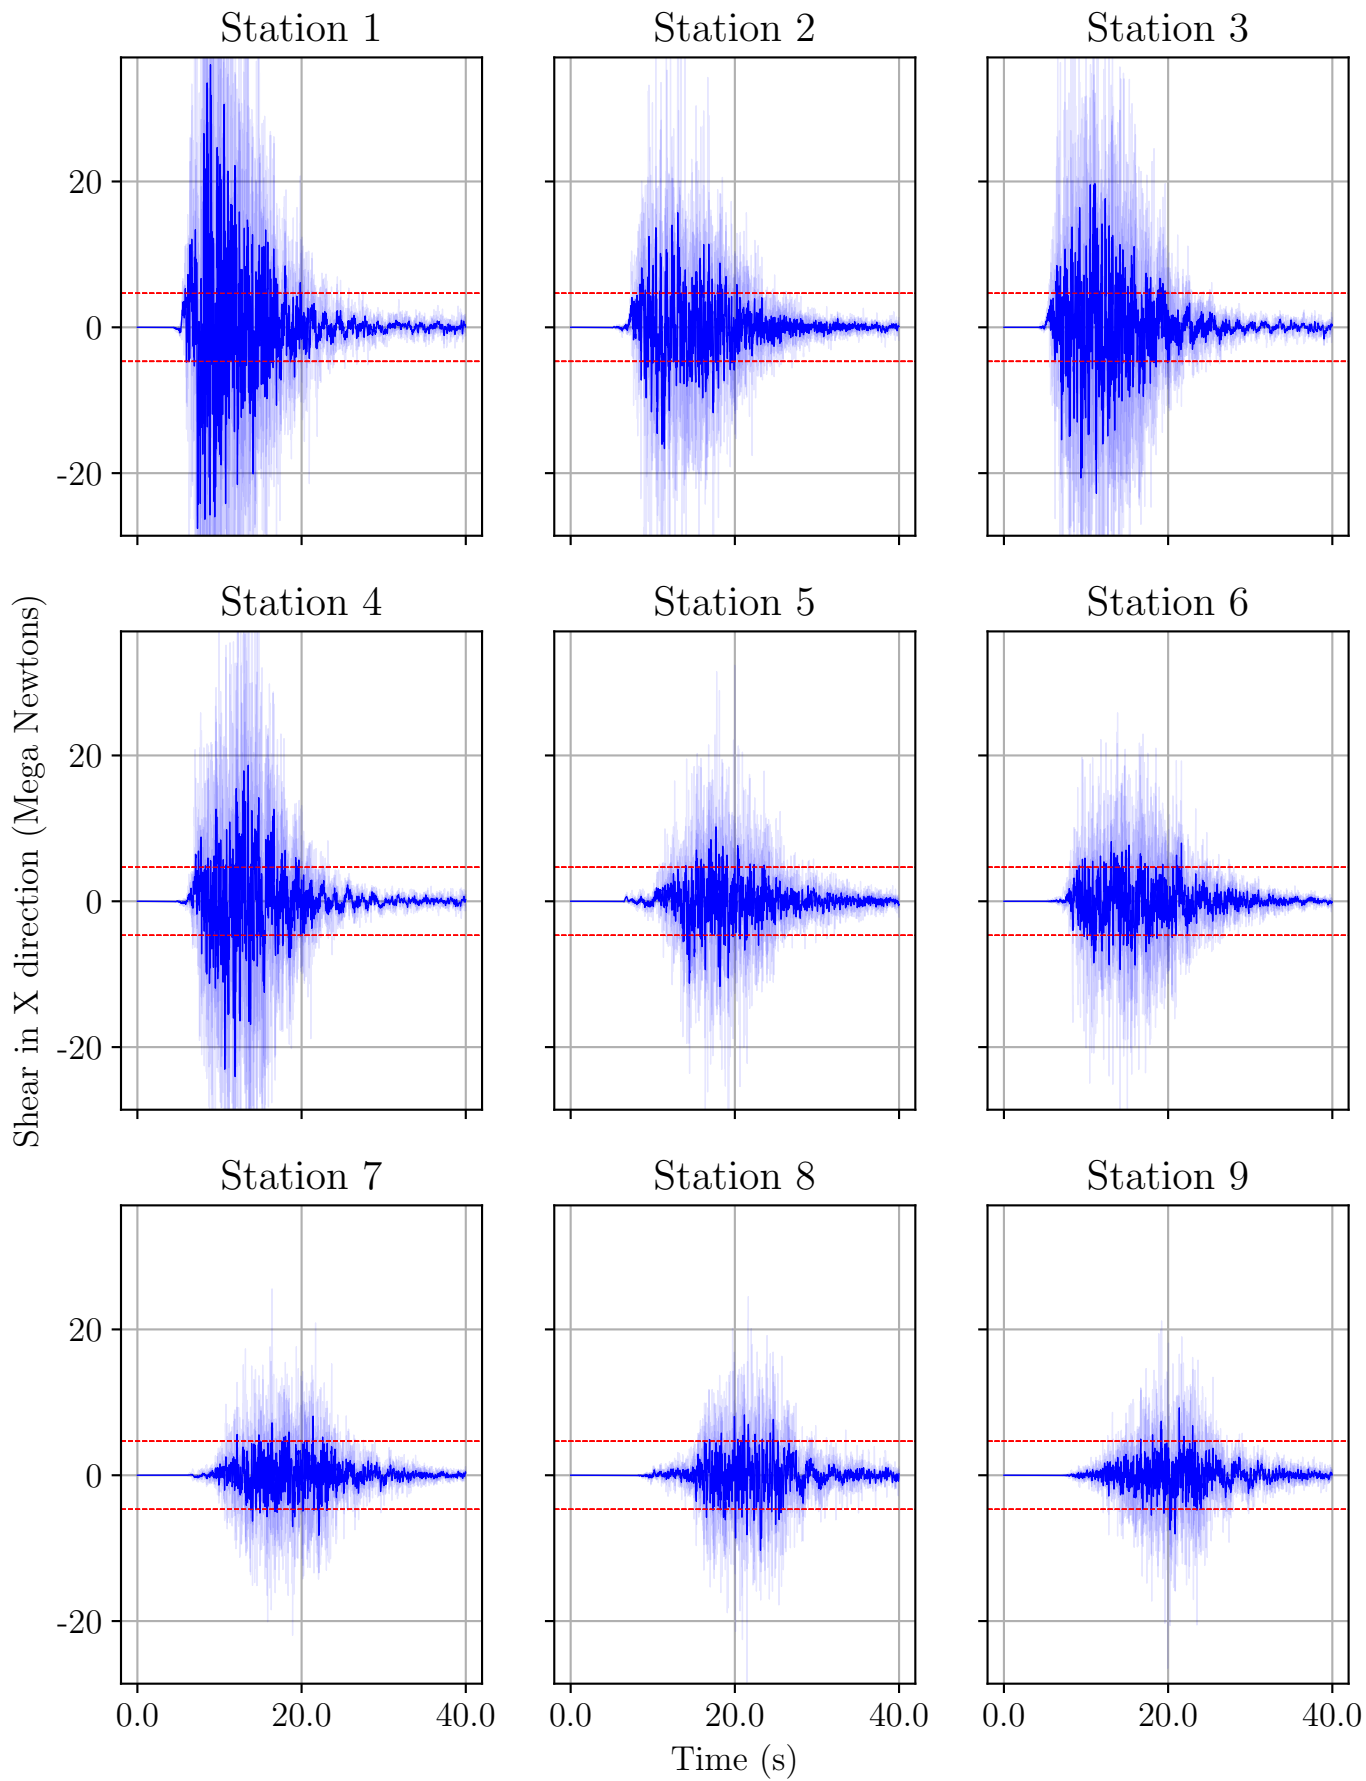 Station 1
Station 2
Station 3
20
0
-20
Station 4
Station 5
Station 6
20
0
-20
Shear in X direction (Mega Newtons)
Station 7
Station 8
Station 9
20
0
-20
0.0 20.0 40.0
0.0 20.0 40.0
0.0 20.0 40.0
Time (s)